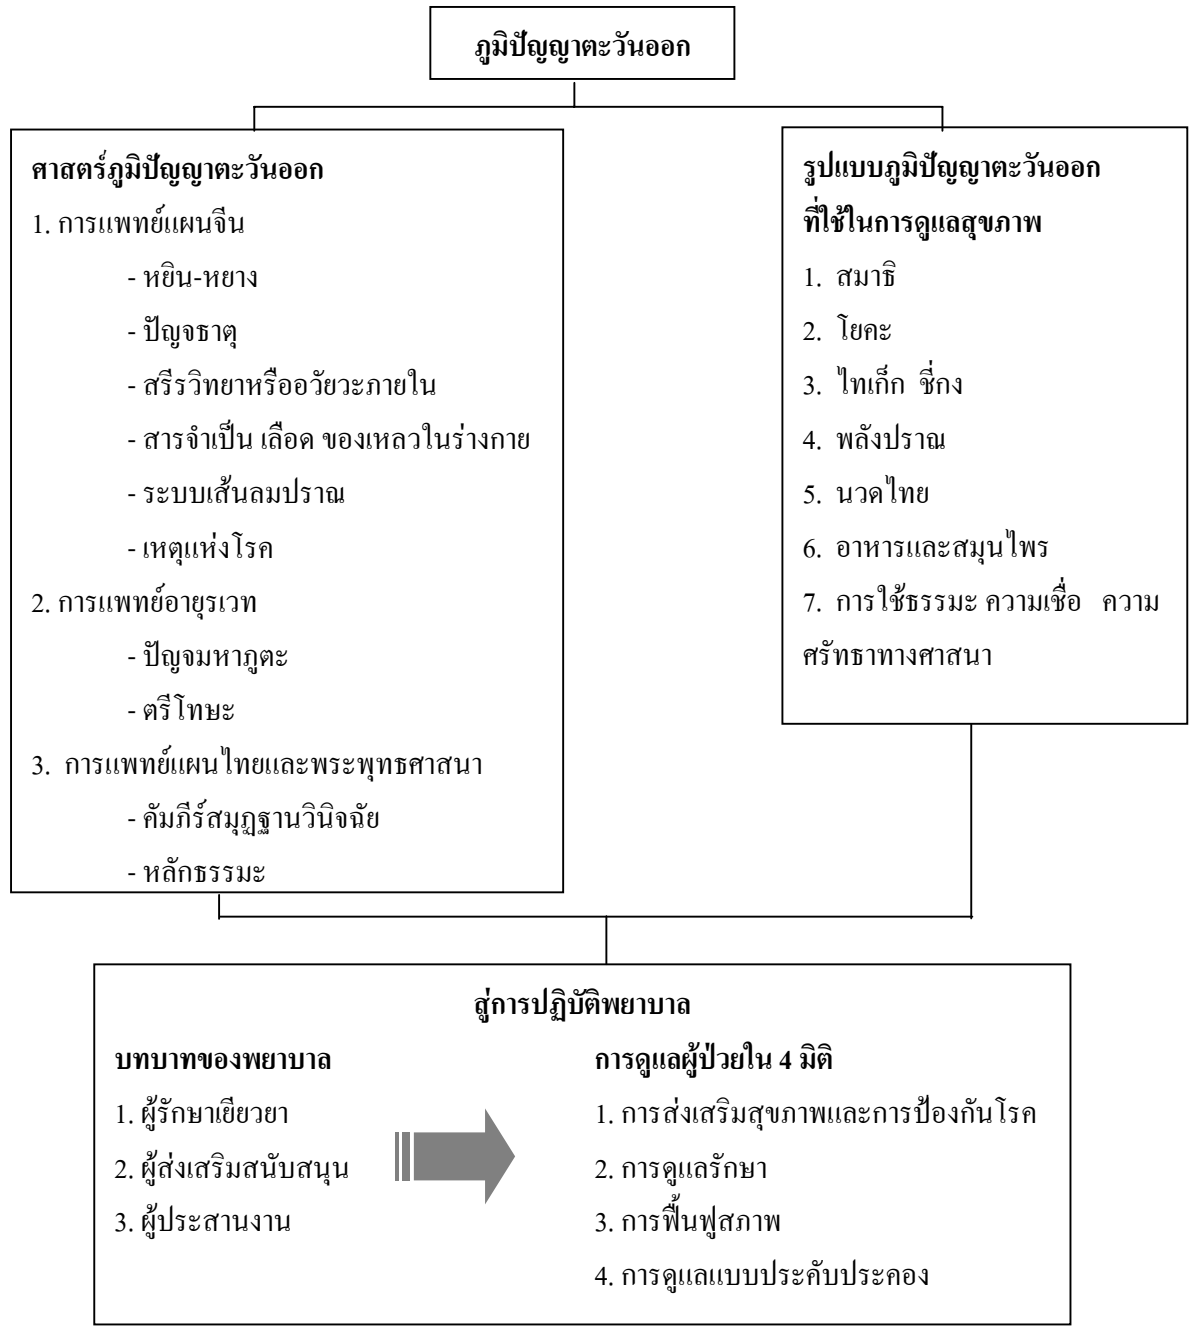 ภูมิปัญญาตะวันออก
ศาสตร์ภูมิปัญญาตะวันออก
1. การแพทย์แผนจีน
- หยิน-หยาง
- ปัญจธาตุ
- สรีรวิทยาหรืออวัยวะภายใน
- สารจำเป็น เลือด ของเหลวในร่างกาย
- ระบบเส้นลมปราณ
- เหตุแห่งโรค
2. การแพทย์อายุรเวท
- ปัญจมหาภูตะ
- ตรีโทษะ
3. การแพทย์แผนไทยและพระพุทธศาสนา
- คัมภีร์สมุฏฐานวินิจฉัย
- หลักธรรมะ
รูปแบบภูมิปัญญาตะวันออก
ที่ใช้ในการดูแลสุขภาพ
1. สมาธิ
2. โยคะ
3. ไทเก็ก ชี่กง
4. พลังปราณ
5. นวดไทย
6. อาหารและสมุนไพร
7. การใช้ธรรมะ ความเชื่อ ความ
ศรัทธาทางศาสนา
สู่การปฏิบัติพยาบาล
บทบาทของพยาบาล
1. ผู้รักษาเยียวยา
2. ผู้ส่งเสริมสนับสนุน
3. ผู้ประสานงาน
การดูแลผู้ป่วยใน 4 มิติ
1. การส่งเสริมสุขภาพและการป้องกันโรค
2. การดูแลรักษา
3. การฟื้นฟูสภาพ
4. การดูแลแบบประคับประคอง